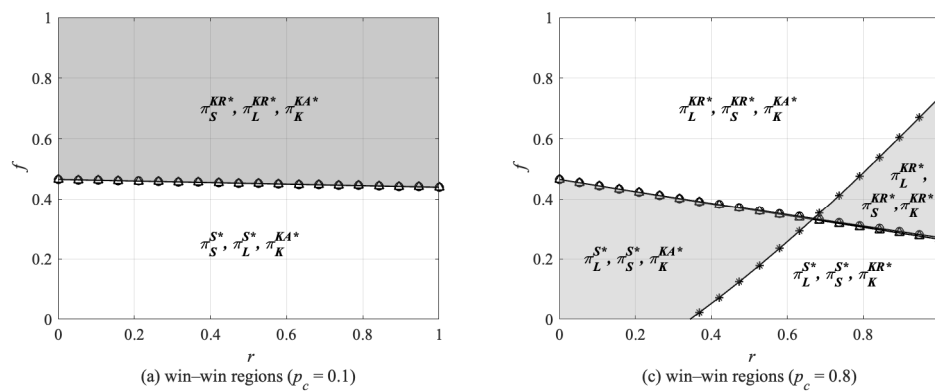 1
0.8
0.6
0.4
0.2
0
f
π_S^{KR*}, π_L^{KR*}, π_K^{KA*}
π_S^{S*}, π_L^{S*}, π_K^{KA*}
0 0.2 0.4 0.6 0.8 1
r
(a) win–win regions (p_c = 0.1)
1
0.8
0.6
0.4
0.2
0
f
π_L^{KR*}, π_S^{KR*}, π_K^{KA*}
π_L^{KR*},
π_S^{KR*}, π_K^{KR*}
π_L^{S*}, π_S^{S*}, π_K^{KA*}
π_L^{S*}, π_S^{S*}, π_K^{KR*}
0 0.2 0.4 0.6 0.8
r
(c) win–win regions (p_c = 0.8)